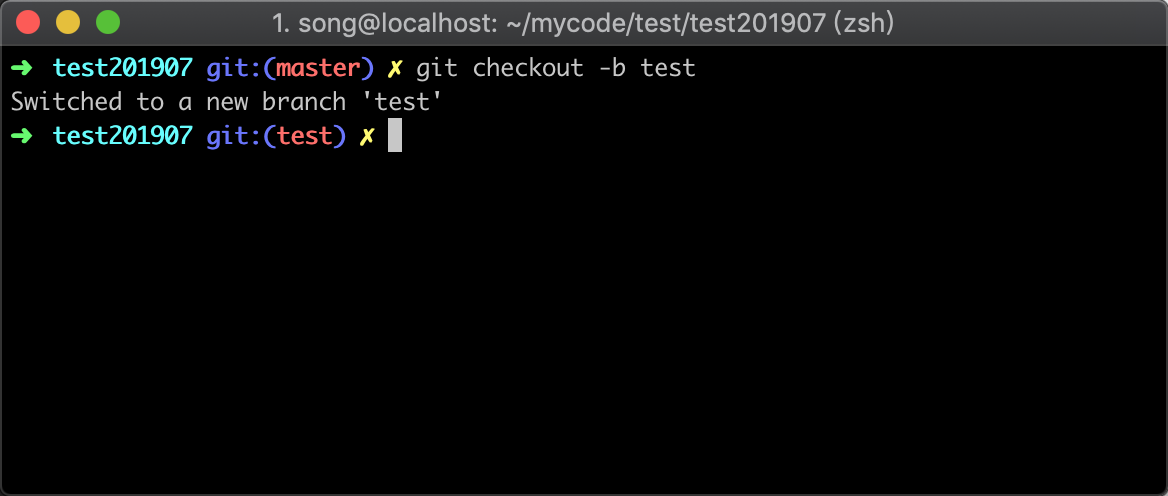 1. song@localhost: ~/mycode/test/test201907 (zsh)
➜ test201907 git:(master) ✗ git checkout -b test
Switched to a new branch 'test'
➜ test201907 git:(test) ✗